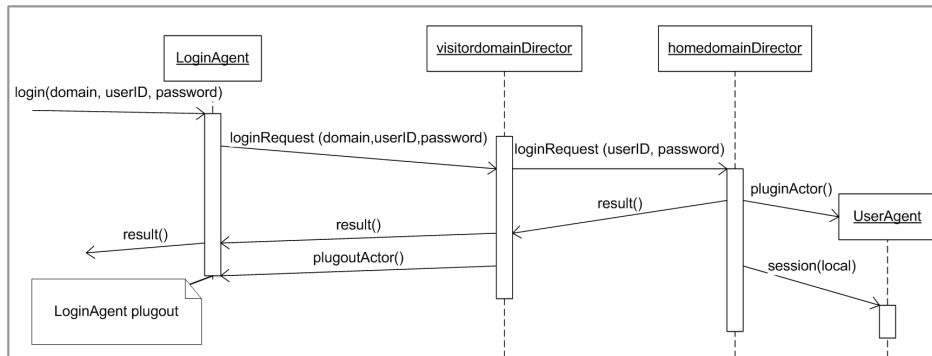 LoginAgent
visitordomainDirector
homedomainDirector
login(domain, userID, password)
loginRequest (domain,userID,password)
loginRequest (userID, password)
pluginActor()
UserAgent
result()
result()
result()
plugoutActor()
session(local)
LoginAgent plugout